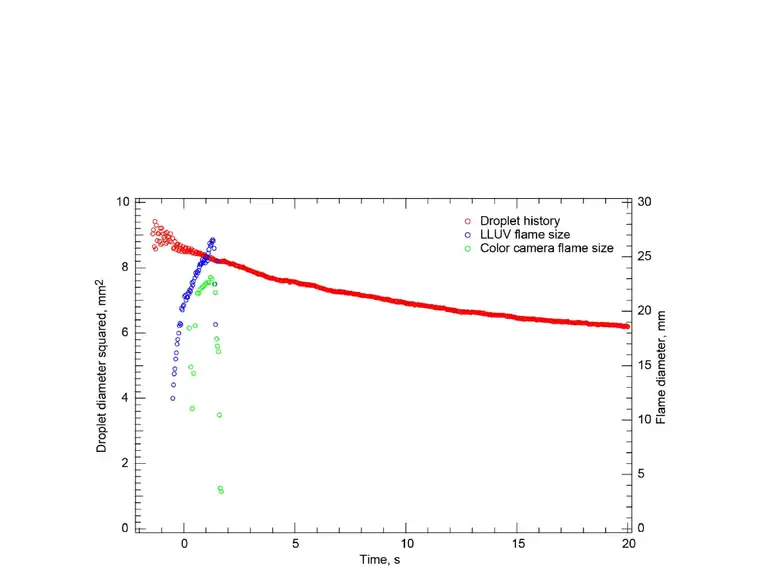 10
8
6
4
2
0
Droplet diameter squared, mm2
Droplet history
LLUV flame size
Color camera flame size
30
25
20
15
10
5
0
Flame diameter, mm
0 5 10 15 20
Time, s